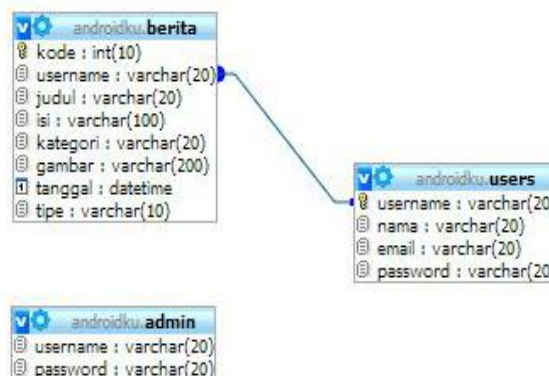 androidku.berita
kode : int(10)
username : varchar(20)
judul : varchar(20)
isi : varchar(100)
kategori : varchar(20)
gambar : varchar(200)
tanggal : datetime
tipe : varchar(10)
androidku.users
username : varchar(20
nama : varchar(20)
email : varchar(20)
password : varchar(20
androidku.admin
username : varchar(20)
password : varchar(20)